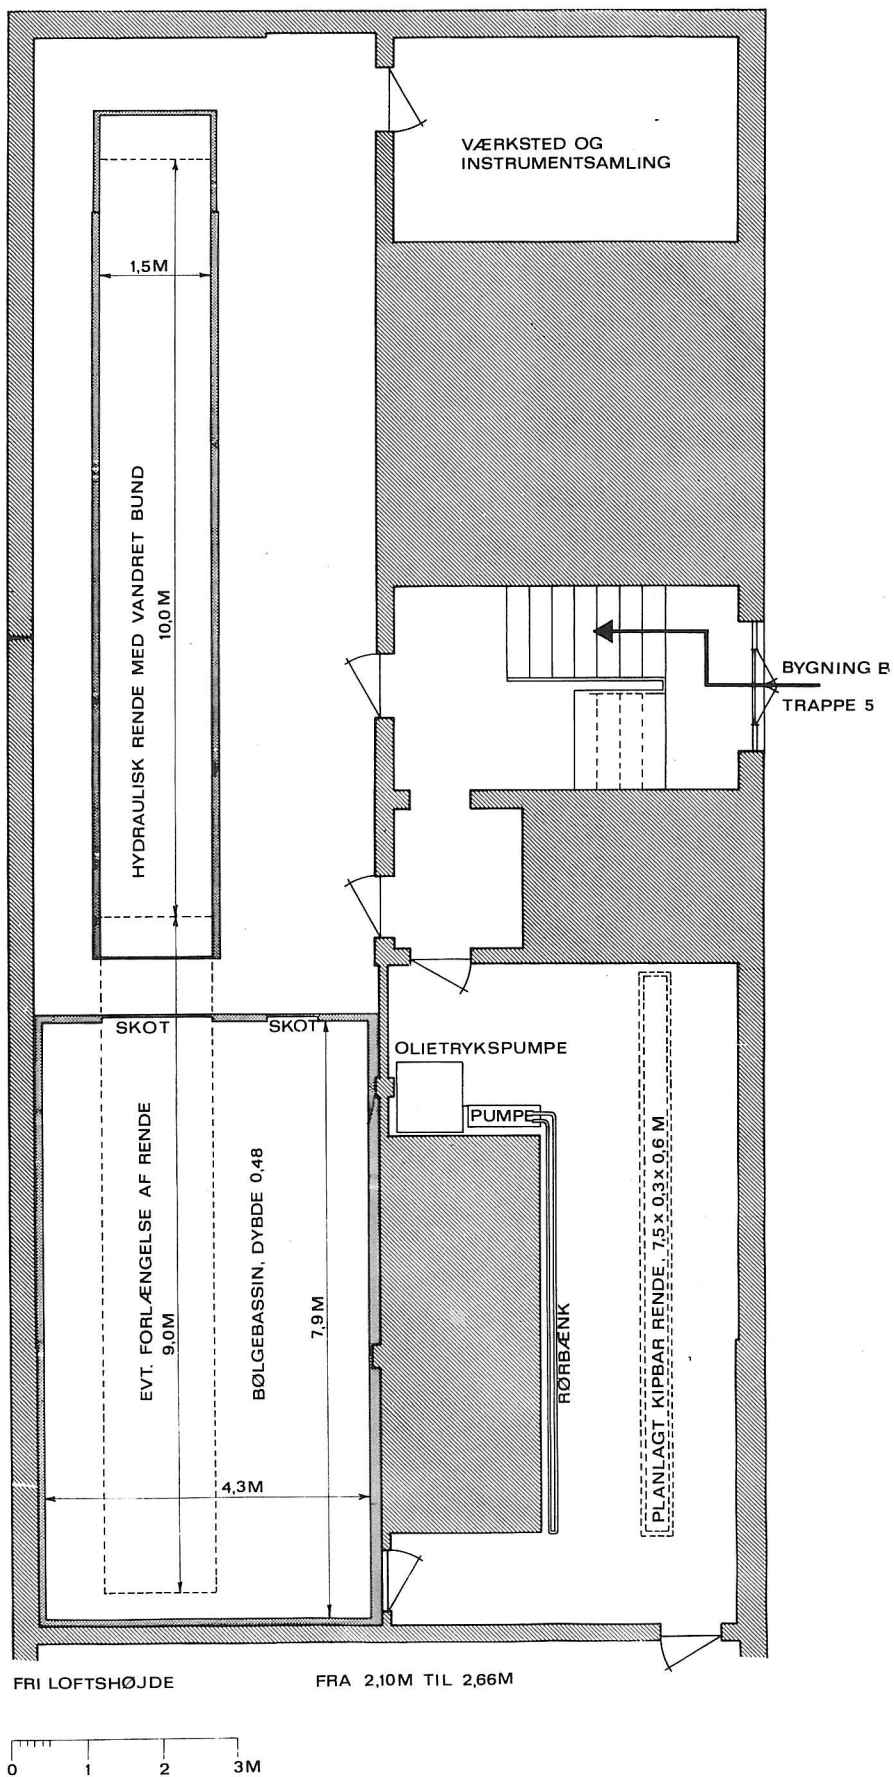 VÆRKSTED OG
INSTRUMENTSAMLING
1,5M
HYDRAULISK RENDE MED VANDRET BUND
10,0 M
BYGNING B
TRAPPE 5
SKOT
SKOT
OLIETRYKSPUMPE
PUMPE
EVT. FORLÆNGELSE AF RENDE
9,0M
BØLGEBASSIN, DYBDE 0,48
7,9M
RØRBÆNK
PLANLAGT KIPBAR RENDE, 7,5 x 0,3 x 0,6 M
4,3M
FRI LOFTSHØJDE FRA 2,10M TIL 2,66M
0 1 2 3M